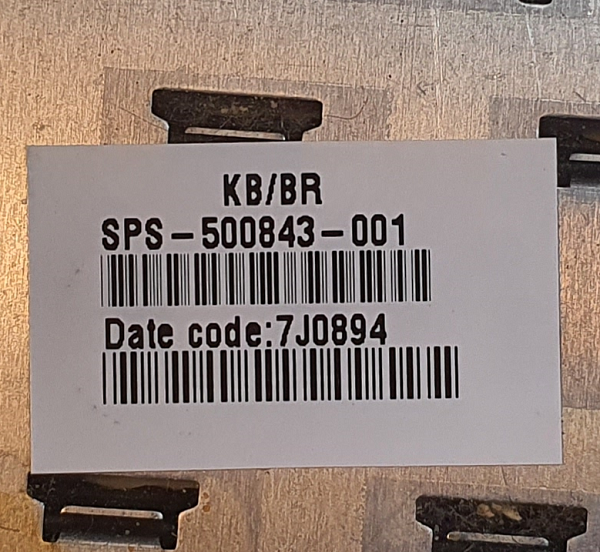 KB/BR
SPS-500843-001
Date code:7J0894